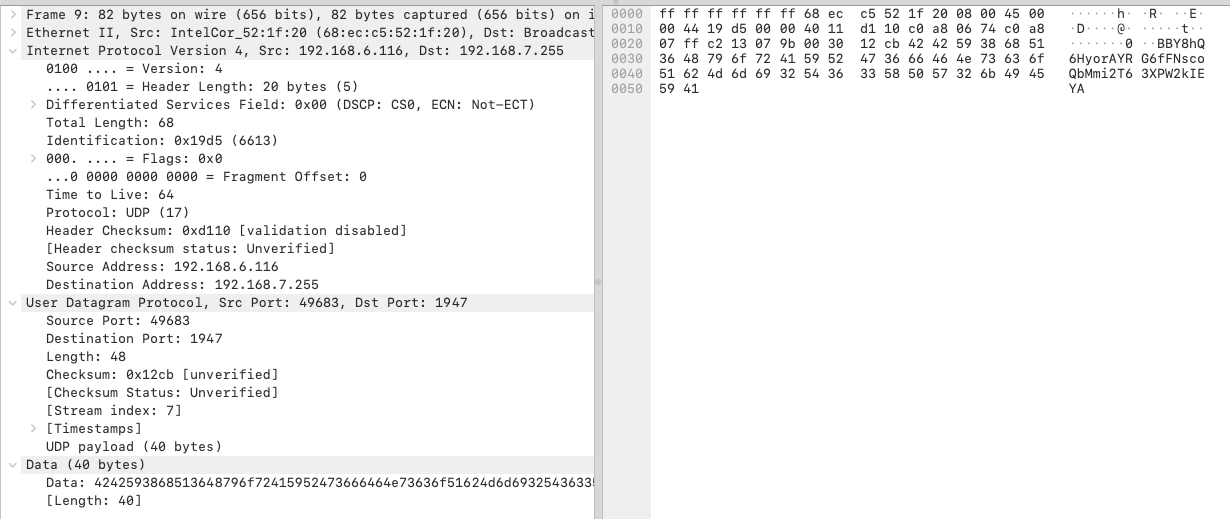 Frame 9: 82 bytes on wire (656 bits), 82 bytes captured (656 bits) on i
Ethernet II, Src: IntelCor_52:1f:20 (68:ec:c5:52:1f:20), Dst: Broadcast
Internet Protocol Version 4, Src: 192.168.6.116, Dst: 192.168.7.255
0100 .... = Version: 4
.... 0101 = Header Length: 20 bytes (5)
Differentiated Services Field: 0x00 (DSCP: CS0, ECN: Not-ECT)
Total Length: 68
Identification: 0x19d5 (6613)
000. .... = Flags: 0x0
...0 0000 0000 0000 = Fragment Offset: 0
Time to Live: 64
Protocol: UDP (17)
Header Checksum: 0xd110 [validation disabled]
[Header checksum status: Unverified]
Source Address: 192.168.6.116
Destination Address: 192.168.7.255
User Datagram Protocol, Src Port: 49683, Dst Port: 1947
Source Port: 49683
Destination Port: 1947
Length: 48
Checksum: 0x12cb [unverified]
[Checksum Status: Unverified]
[Stream index: 7]
[Timestamps]
UDP payload (40 bytes)
Data (40 bytes)
Data: 4242593868513648796f72415952473666464e73636f51624d6d69325436335
[Length: 40]
0000 ff ff ff ff ff ff 68 ec c5 52 1f 20 08 00 45 00 ······h· ·R· ··E·
0010 00 44 19 d5 00 00 40 11 d1 10 c0 a8 06 74 c0 a8 ·D····@· ·····t··
0020 07 ff c2 13 07 9b 00 30 12 cb 42 42 59 38 68 51 ·······0 ··BBY8hQ
0030 36 48 79 6f 72 41 59 52 47 36 66 46 4e 73 63 6f 6HyorAYR G6fFNsco
0040 51 62 4d 6d 69 32 54 36 33 58 50 57 32 6b 49 45 QbMmi2T6 3XPW2kIE
0050 59 41 YA